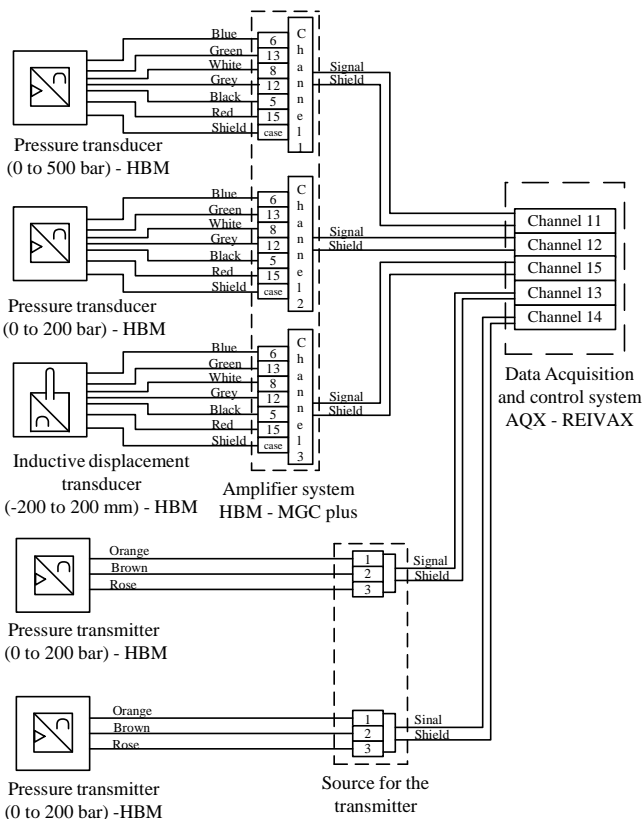 Blue
Green
White
Grey
Black
Red
Shield
6
13
8
12
5
15
case
Channel 1
Signal
Shield
Pressure transducer
(0 to 500 bar) - HBM
Blue
Green
White
Grey
Black
Red
Shield
6
13
8
12
5
15
case
Channel 2
Signal
Shield
Pressure transducer
(0 to 200 bar) - HBM
Blue
Green
White
Grey
Black
Red
Shield
6
13
8
12
5
15
case
Channel 3
Signal
Shield
Inductive displacement
transducer
(-200 to 200 mm) - HBM
Amplifier system
HBM - MGC plus
Channel 11
Channel 12
Channel 15
Channel 13
Channel 14
Data Acquisition
and control system
AQX - REIVAX
Orange
Brown
Rose
1
2
3
Signal
Shield
Pressure transmitter
(0 to 200 bar) - HBM
Orange
Brown
Rose
1
2
3
Sinal
Shield
Pressure transmitter
(0 to 200 bar) -HBM
Source for the
transmitter